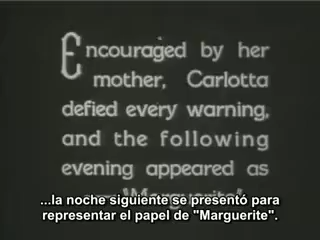 Encouraged by her
mother, Carlotta
defied every warning,
and the following
evening appeared as
...la noche siguiente se presentó para
representar el papel de "Marguerite".